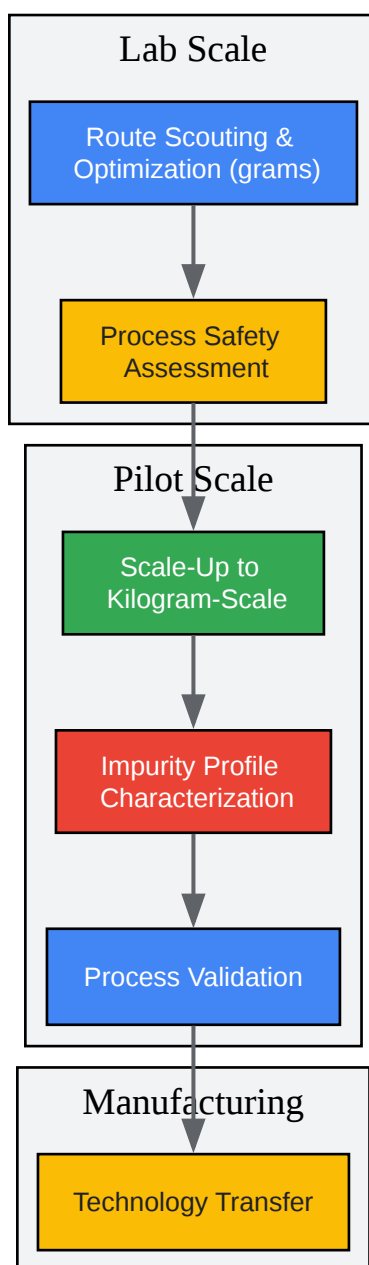 Lab Scale
Route Scouting &
Optimization (grams)
Process Safety
Assessment
Pilot Scale
Scale-Up to
Kilogram-Scale
Impurity Profile
Characterization
Process Validation
Manufacturing
Technology Transfer